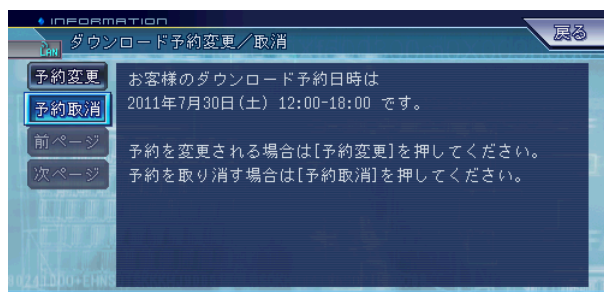 INFORMATION
LAN
ダウンロード予約変更／取消
戻る
予約変更
予約取消
前ページ
次ページ
お客様のダウンロード予約日時は
2011年7月30日(土) 12:00-18:00 です。
予約を変更される場合は[予約変更]を押してください。
予約を取り消す場合は[予約取消]を押してください。